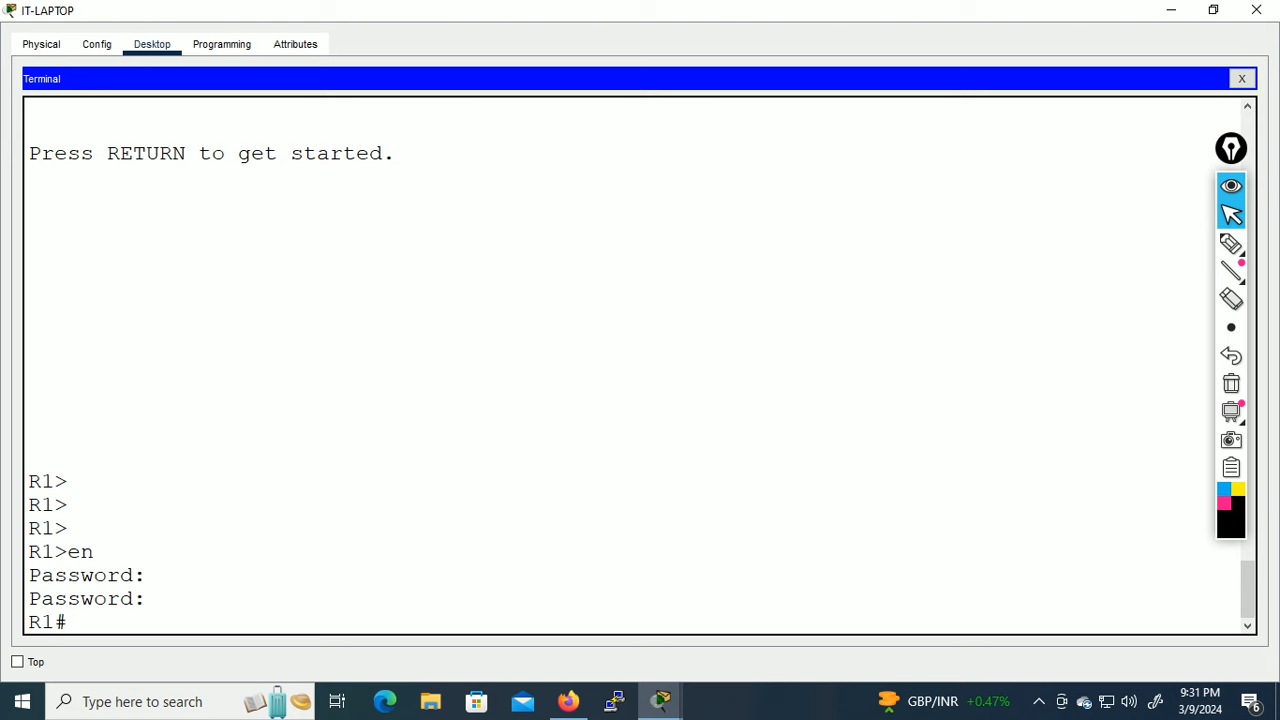 IT-LAPTOP
Physical Config Desktop Programming Attributes
Terminal X
Press RETURN to get started.
R1>
R1>
R1>
R1>en
Password:
Password:
R1#
Top
Type here to search GBP/INR +0.47% 9:31 PM
3/9/2024 6